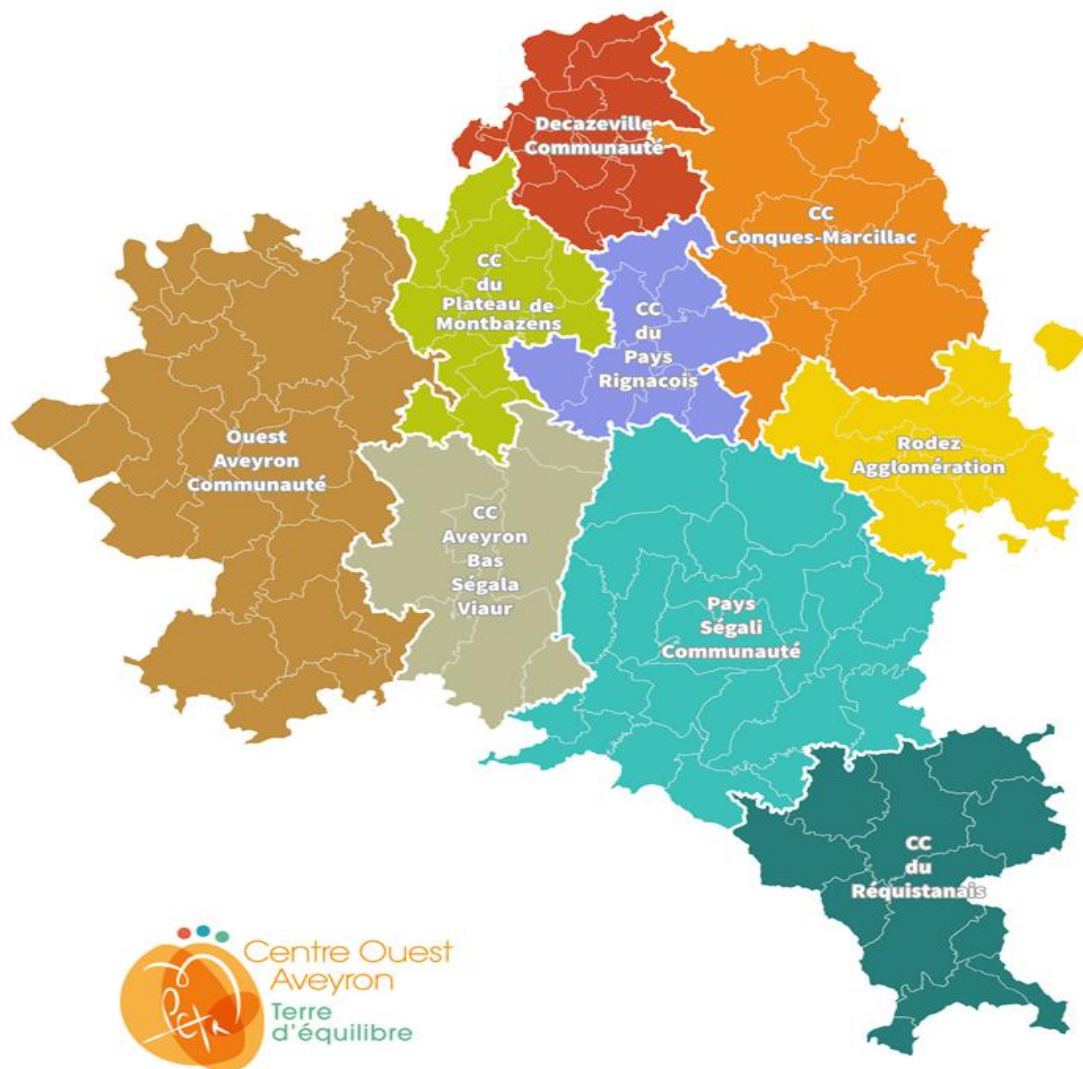 Decazeville
Communauté
CC
Conques-Marcillac
CC
du
Plateau de
Montbazens
CC
du
Pays
Rignacois
Ouest
Aveyron
Communauté
Rodez
Agglomération
CC
Aveyron
Bas
Ségala
Viaur
Pays
Ségali
Communauté
CC
du
Réquistanais
Centre Ouest
Aveyron
Terre
d'équilibre